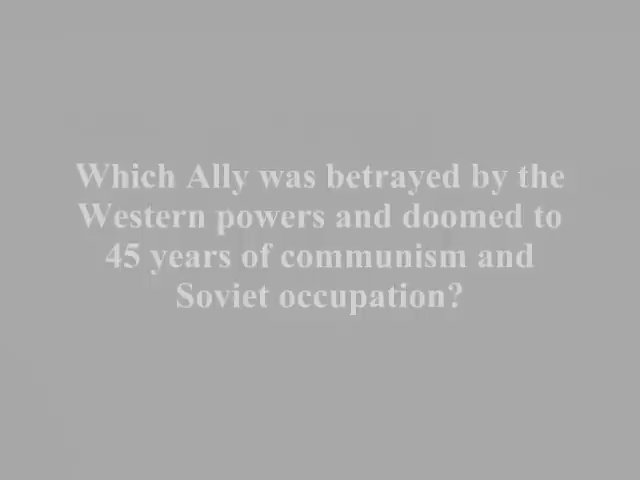 Which Ally was betrayed by the
Western powers and doomed to
45 years of communism and
Soviet occupation?